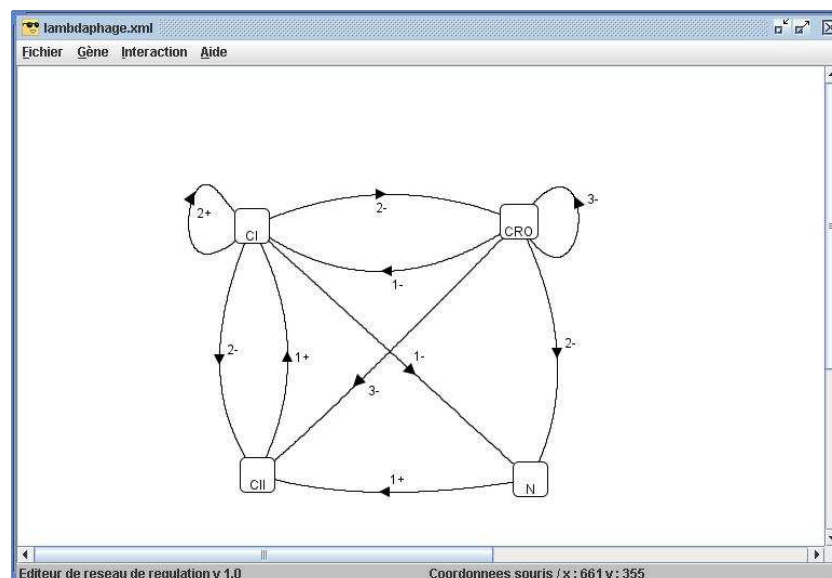 lambdaphage.xml
Fichier Gène Interaction Aide
2+
CI
2-
CRO
3-
1-
2-
1+
1-
2-
3-
CII
1+
N
Editeur de reseau de regulation v 1.0 Coordonnees souris / x : 661 y : 355